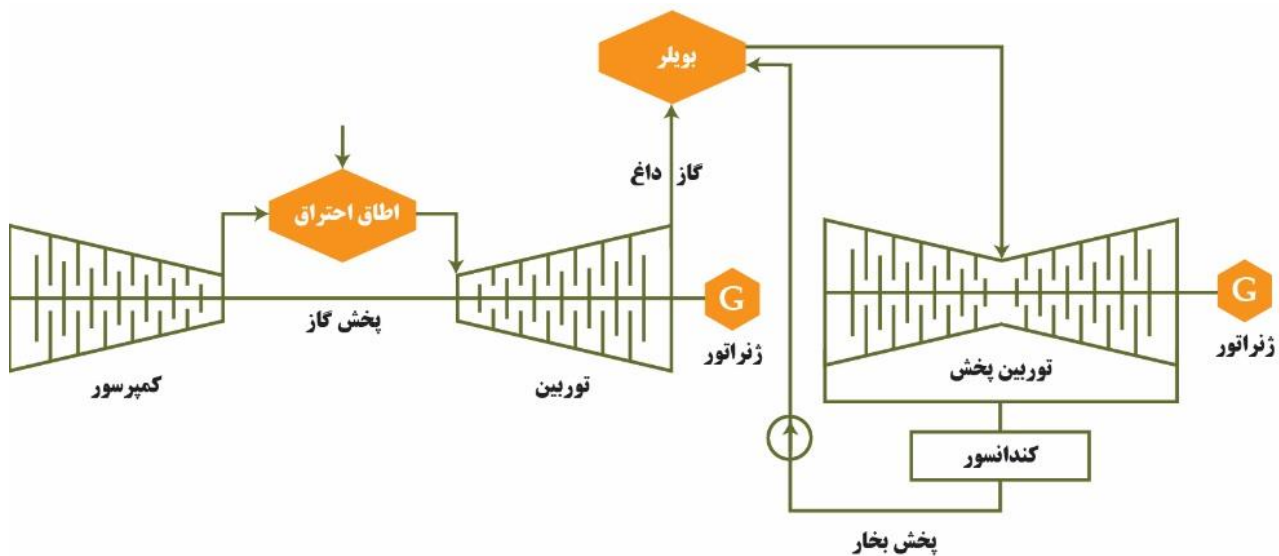 بویلر
گاز داغ
اطاق احتراق
G
ژنراتور
پخش گاز
توربین
کمپرسور
G
ژنراتور
توربین پخش
کندانسور
پخش بخار